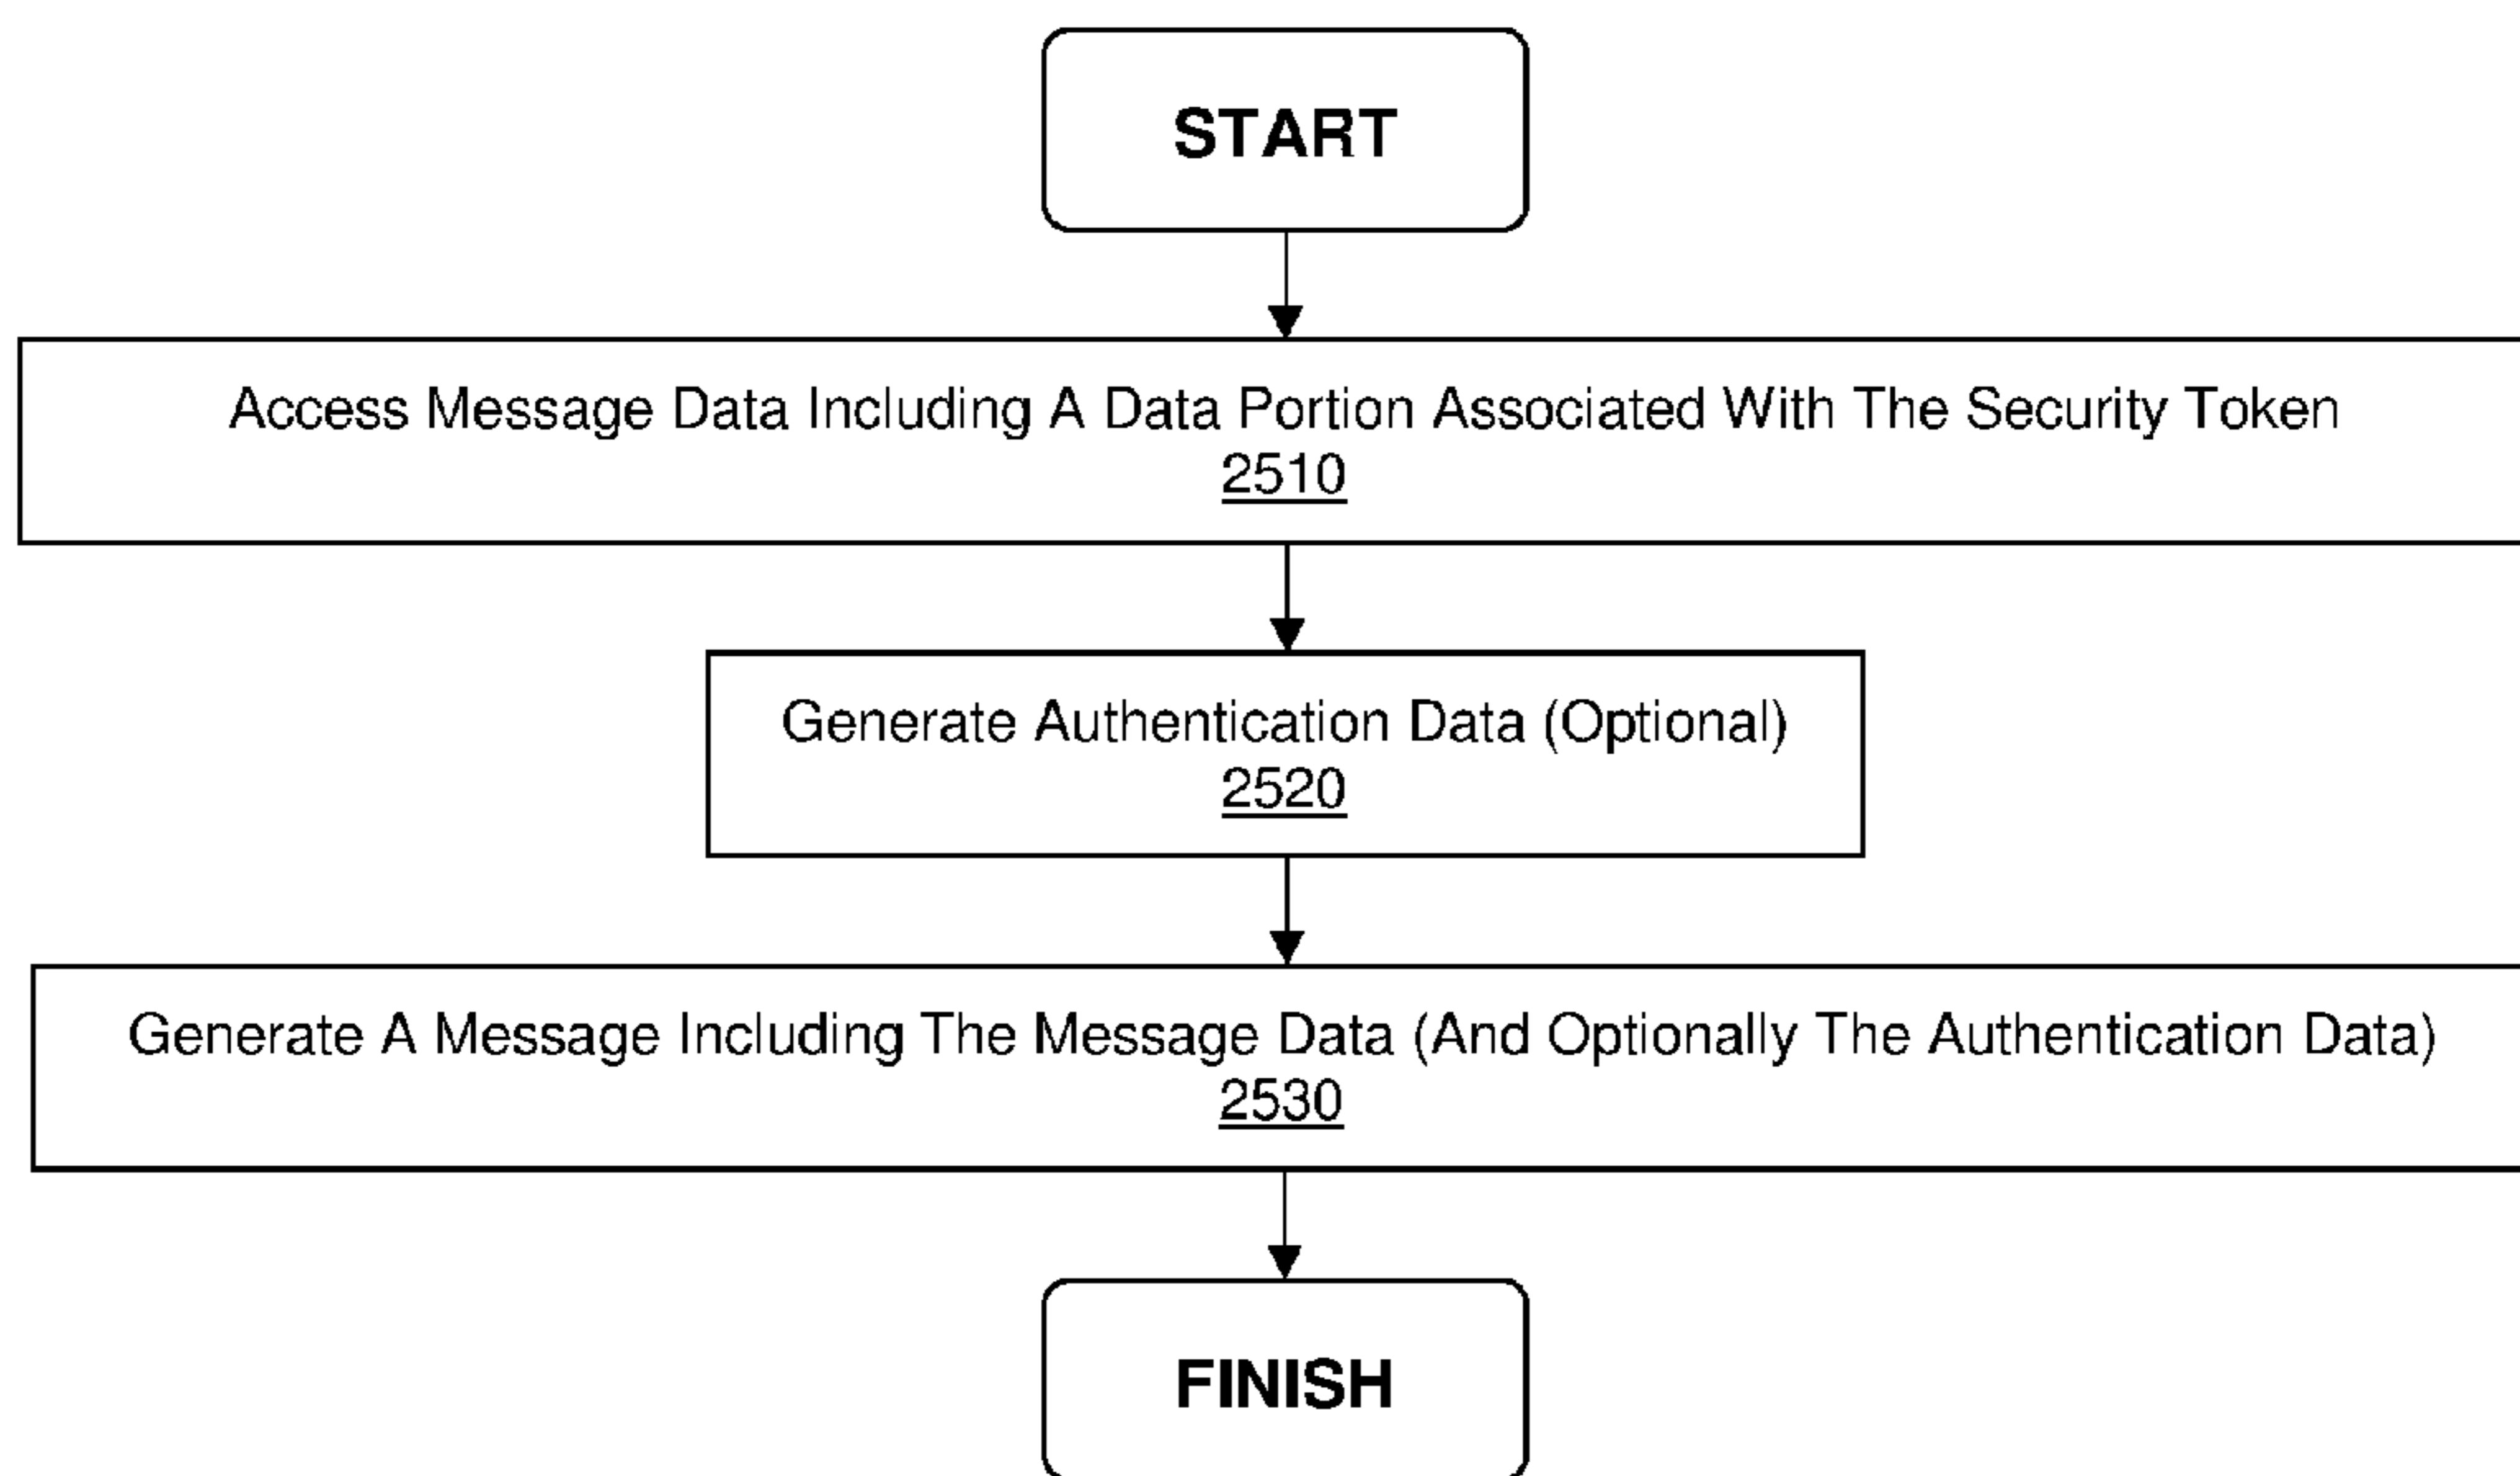 START
Access Message Data Including A Data Portion Associated With The Security Token
2510
Generate Authentication Data (Optional)
2520
Generate A Message Including The Message Data (And Optionally The Authentication Data)
2530
FINISH